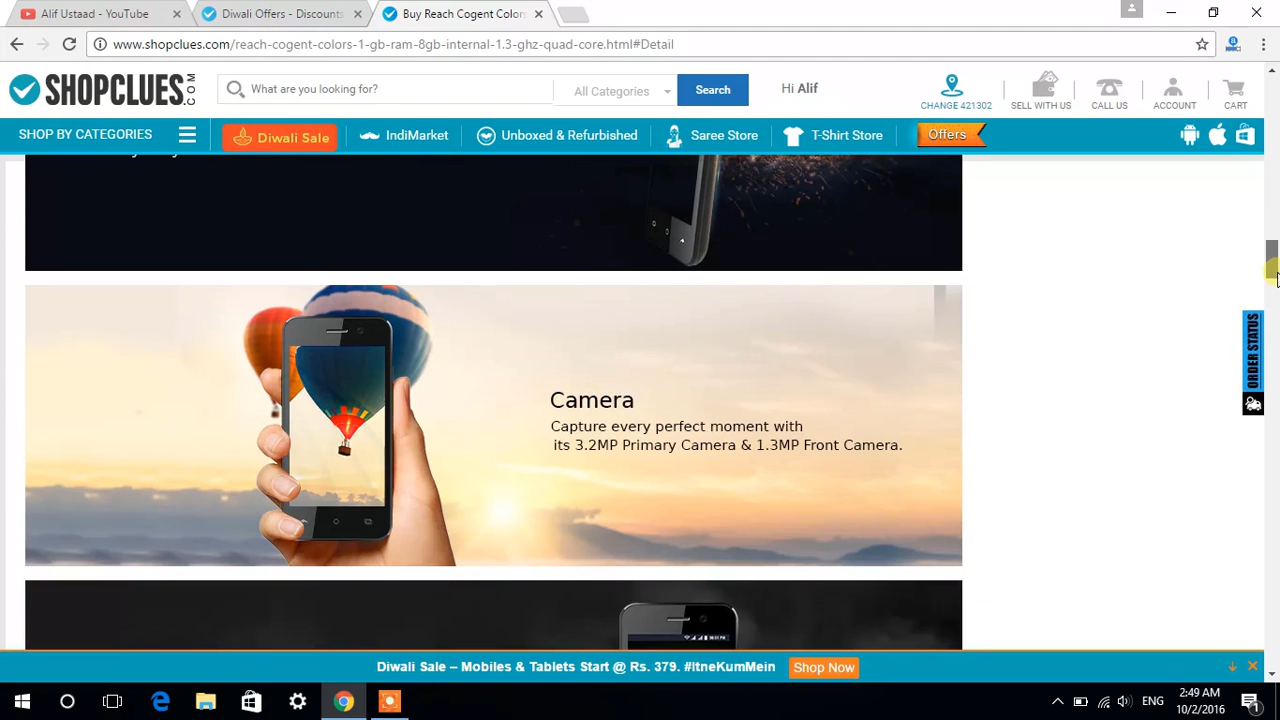 Alif Ustaad - YouTube
Diwali Offers - Discounts
Buy Reach Cogent Colors
www.shopclues.com/reach-cogent-colors-1-gb-ram-8gb-internal-1.3-ghz-quad-core.html#Detail
SHOPCLUES.COM
What are you looking for?
All Categories
Search
Hi Alif
CHANGE 421302
SELL WITH US
CALL US
ACCOUNT
CART
SHOP BY CATEGORIES
Diwali Sale
IndiMarket
Unboxed & Refurbished
Saree Store
T-Shirt Store
Offers
Camera
Capture every perfect moment with
its 3.2MP Primary Camera & 1.3MP Front Camera.
ORDER STATUS
Diwali Sale – Mobiles & Tablets Start @ Rs. 379. #ItneKumMein
Shop Now
ENG
2:49 AM
10/2/2016
1